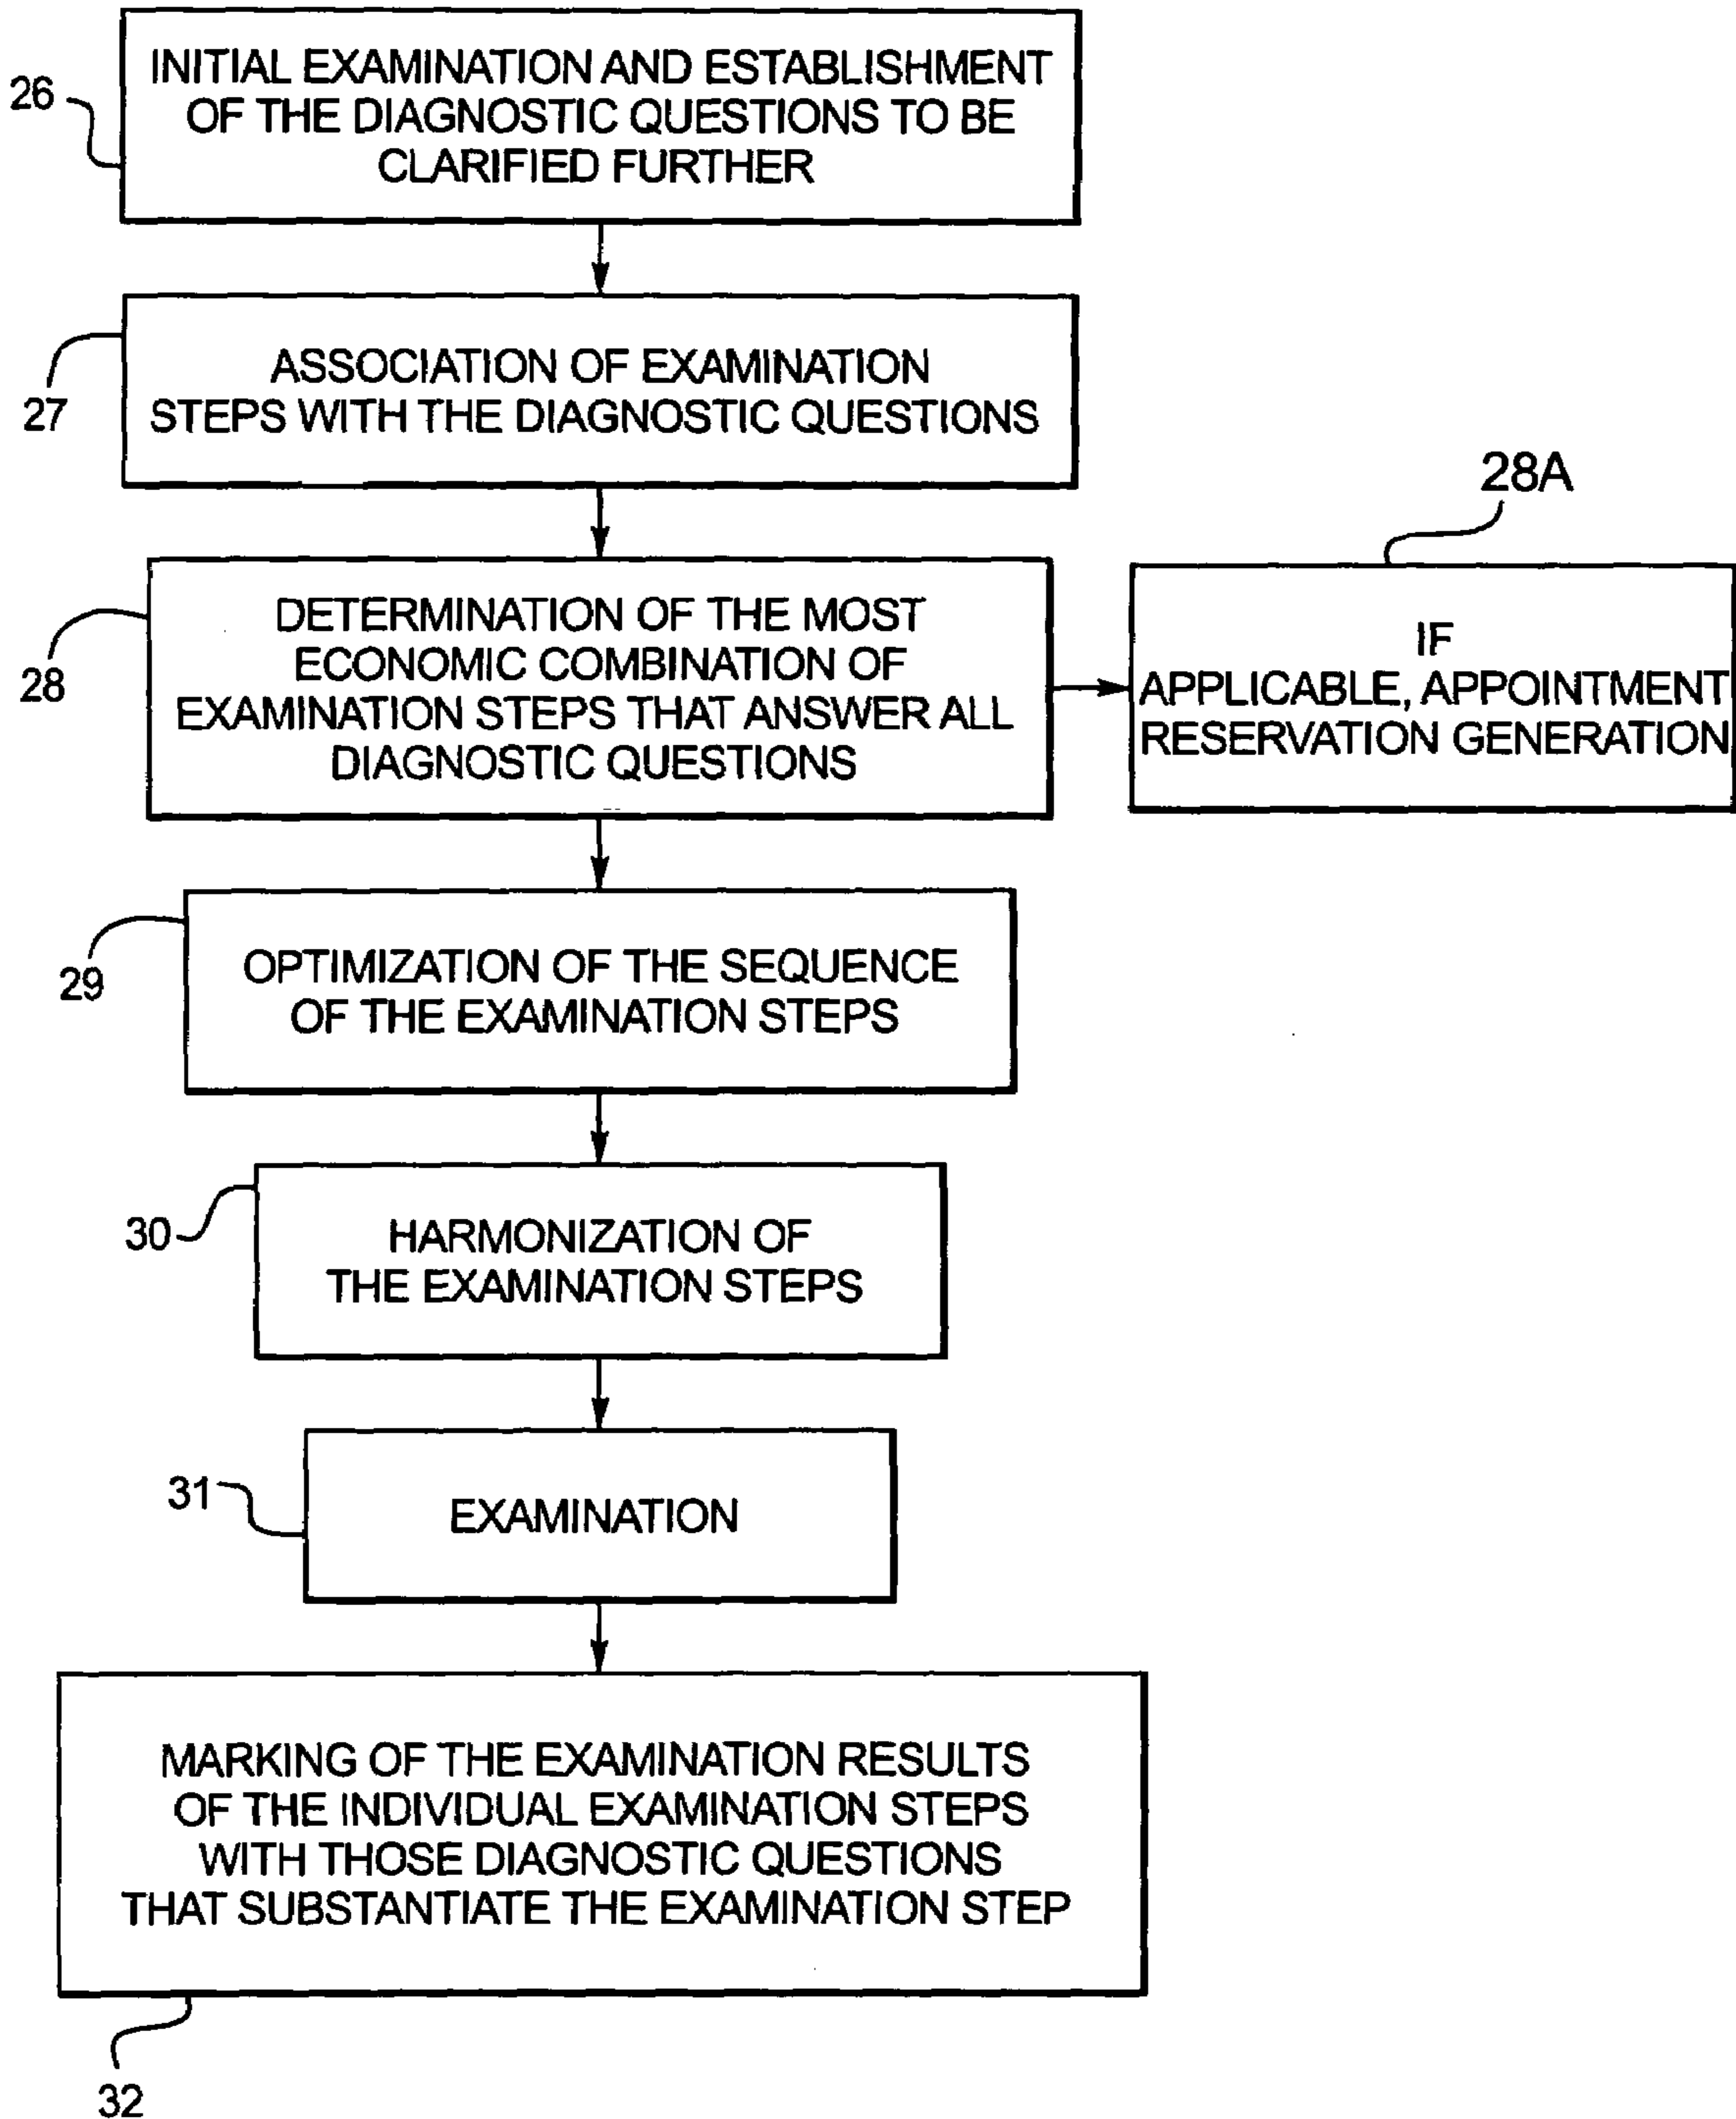 26
INITIAL EXAMINATION AND ESTABLISHMENT
OF THE DIAGNOSTIC QUESTIONS TO BE
CLARIFIED FURTHER
27
ASSOCIATION OF EXAMINATION
STEPS WITH THE DIAGNOSTIC QUESTIONS
28
DETERMINATION OF THE MOST
ECONOMIC COMBINATION OF
EXAMINATION STEPS THAT ANSWER ALL
DIAGNOSTIC QUESTIONS
28A
IF
APPLICABLE, APPOINTMENT
RESERVATION GENERATION
29
OPTIMIZATION OF THE SEQUENCE
OF THE EXAMINATION STEPS
30
HARMONIZATION OF
THE EXAMINATION STEPS
31
EXAMINATION
MARKING OF THE EXAMINATION RESULTS
OF THE INDIVIDUAL EXAMINATION STEPS
WITH THOSE DIAGNOSTIC QUESTIONS
THAT SUBSTANTIATE THE EXAMINATION STEP
32